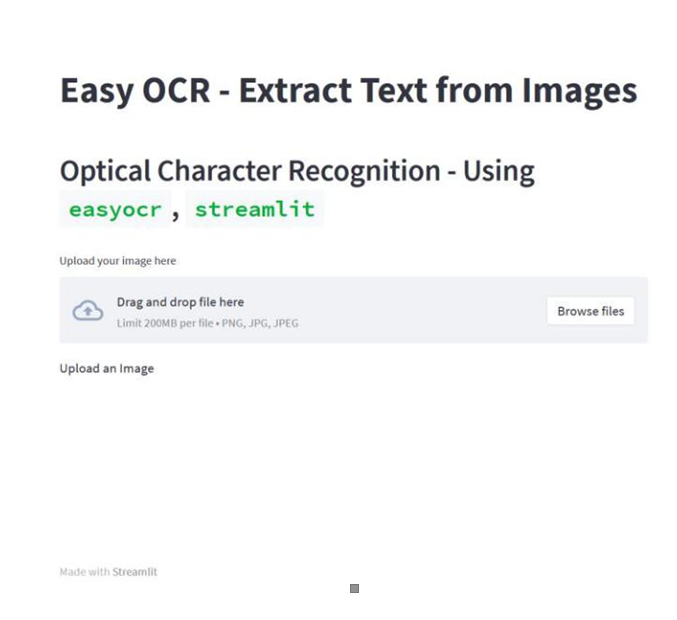 Easy OCR - Extract Text from Images
Optical Character Recognition - Using
easyocr , streamlit
Upload your image here
Drag and drop file here
Limit 200MB per file • PNG, JPG, JPEG
Browse files
Upload an Image
Made with Streamlit